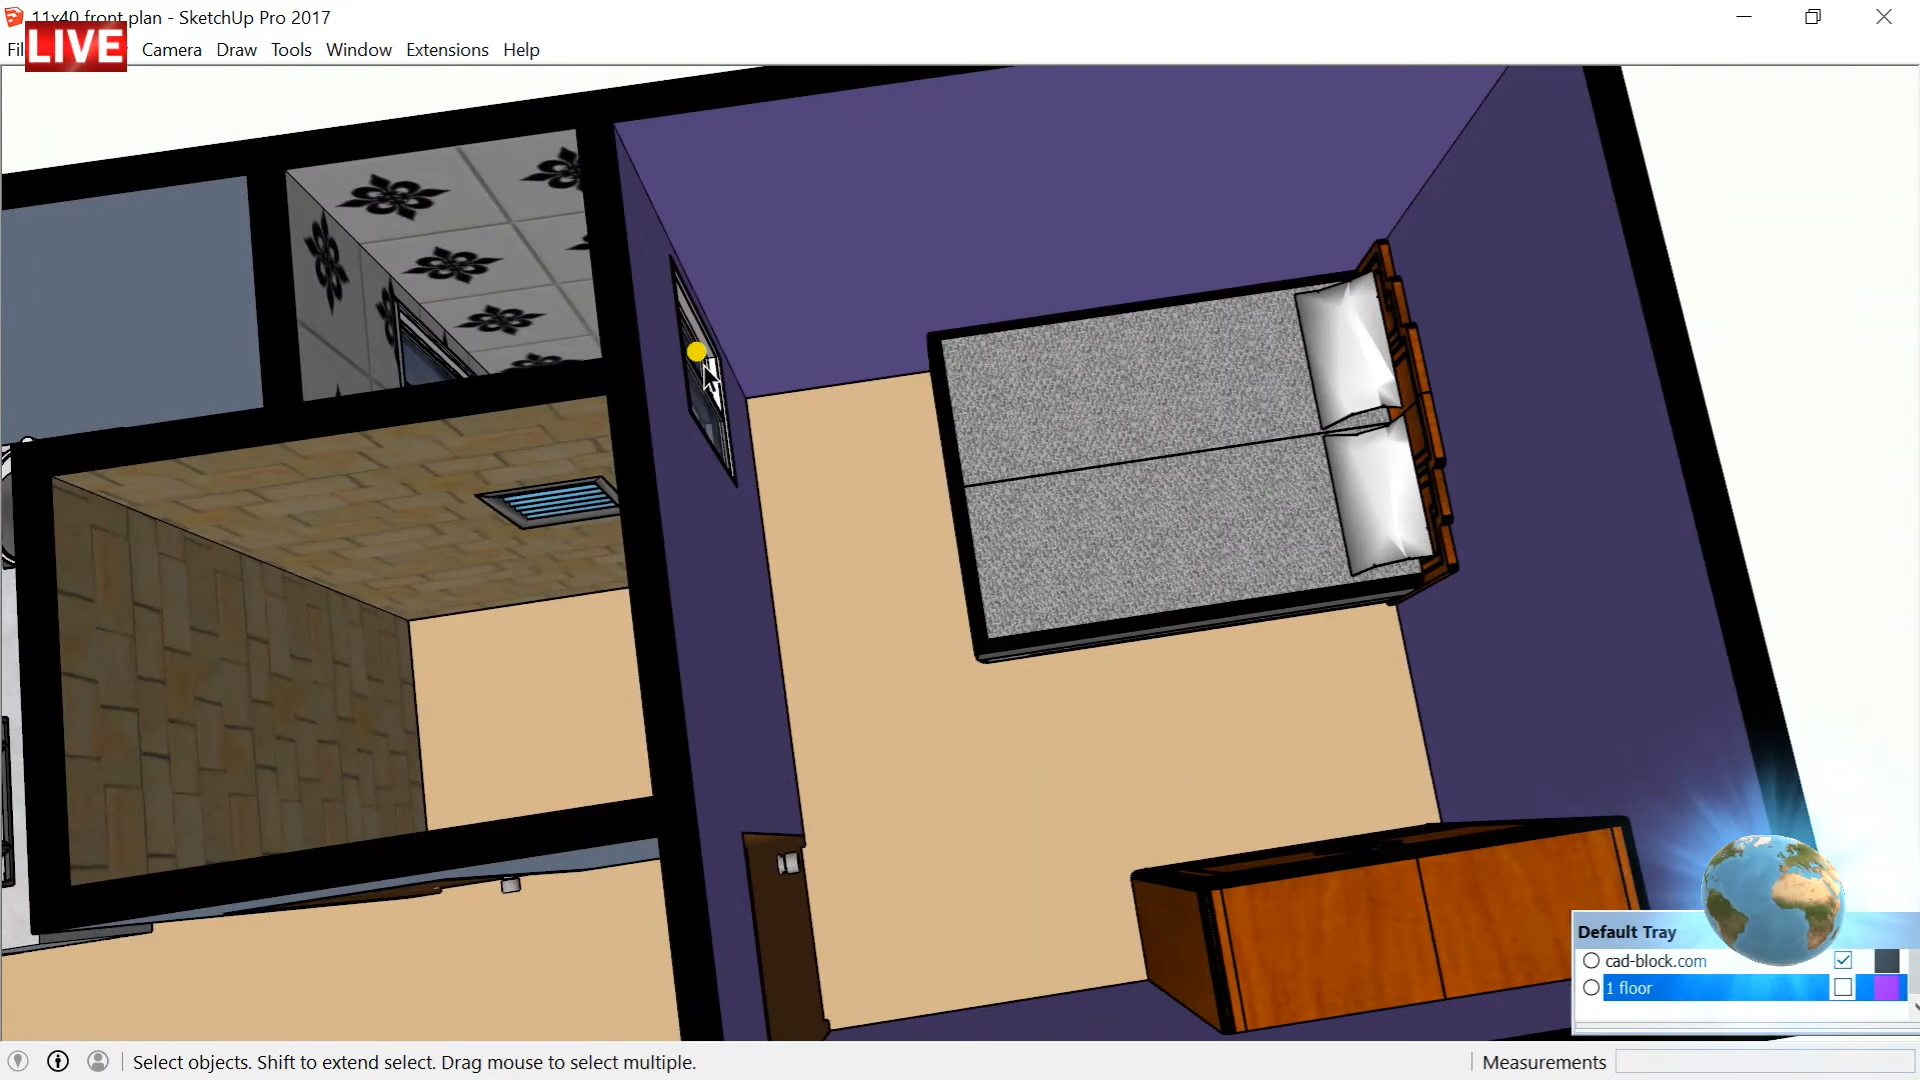 11x40 front plan - SketchUp Pro 2017
LIVE
Camera Draw Tools Window Extensions Help
Default Tray
cad-block.com
1 floor
Select objects. Shift to extend select. Drag mouse to select multiple.
Measurements